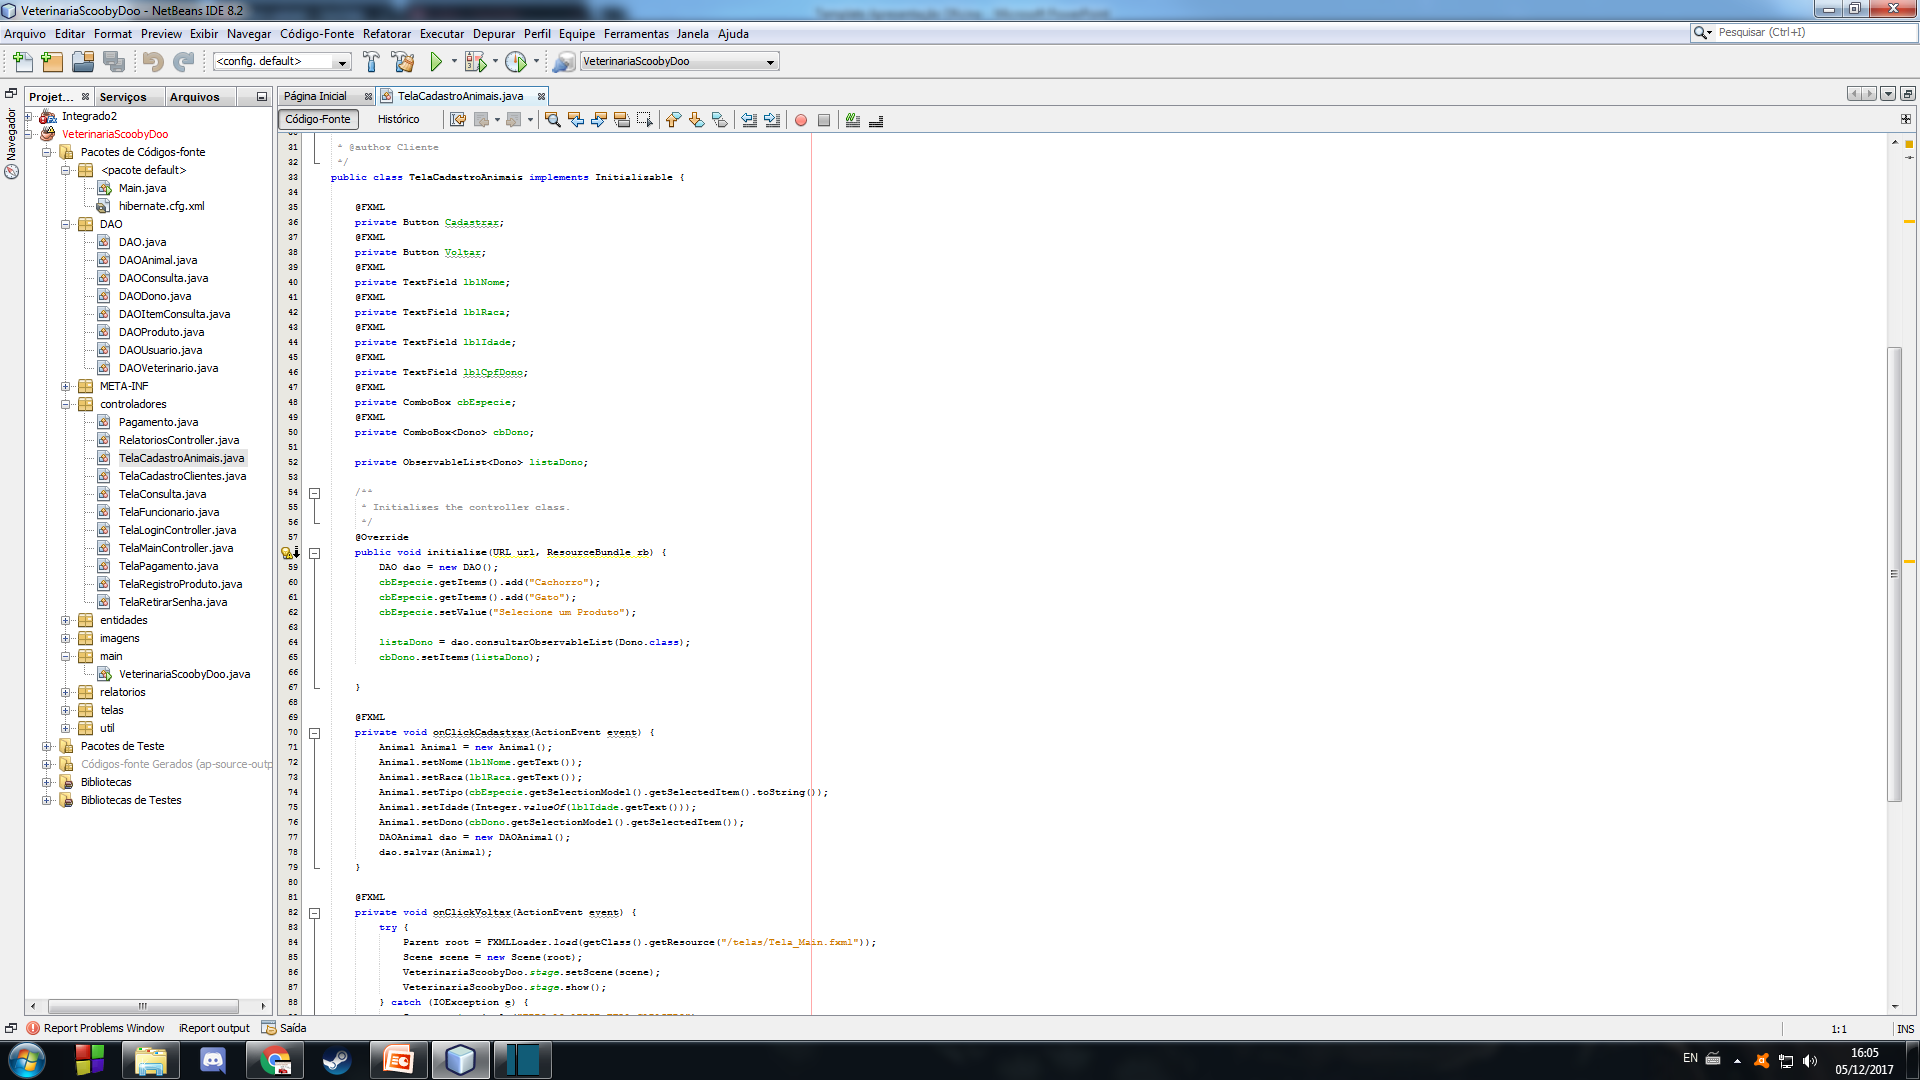 VeterinariaScoobyDoo - NetBeans IDE 8.2
Arquivo Editar Format Preview Exibir Navegar Código-Fonte Refatorar Executar Depurar Perfil Equipe Ferramentas Janela Ajuda
Pesquisar (Ctrl+I)
<config. default>
VeterinariaScoobyDoo
Projet... Serviços Arquivos
Página Inicial TelaCadastroAnimais.java
Código-Fonte Histórico
Navegador
Integrado2
VeterinariaScoobyDoo
Pacotes de Códigos-fonte
<pacote default>
Main.java
hibernate.cfg.xml
DAO
DAO.java
DAOAnimal.java
DAOConsulta.java
DAODono.java
DAOItemConsulta.java
DAOProduto.java
DAOUsuario.java
DAOVeterinario.java
META-INF
controladores
Pagamento.java
RelatoriosController.java
TelaCadastroAnimais.java
TelaCadastroClientes.java
TelaConsulta.java
TelaFuncionario.java
TelaLoginController.java
TelaMainController.java
TelaPagamento.java
TelaRegistroProduto.java
TelaRetirarSenha.java
entidades
imagens
main
VeterinariaScoobyDoo.java
relatorios
telas
util
Pacotes de Teste
Códigos-fonte Gerados (ap-source-outp
Bibliotecas
Bibliotecas de Testes
31 * @author Cliente
32 */
33 public class TelaCadastroAnimais implements Initializable {
34
35 @FXML
36 private Button Cadastrar;
37 @FXML
38 private Button Voltar;
39 @FXML
40 private TextField lblNome;
41 @FXML
42 private TextField lblRaca;
43 @FXML
44 private TextField lblIdade;
45 @FXML
46 private TextField lblCpfDono;
47 @FXML
48 private ComboBox cbEspecie;
49 @FXML
50 private ComboBox<Dono> cbDono;
51
52 private ObservableList<Dono> listaDono;
53
54 /**
55 * Initializes the controller class.
56 */
57 @Override
public void initialize(URL url, ResourceBundle rb) {
59 DAO dao = new DAO();
60 cbEspecie.getItems().add("Cachorro");
61 cbEspecie.getItems().add("Gato");
62 cbEspecie.setValue("Selecione um Produto");
63
64 listaDono = dao.consultarObservableList(Dono.class);
65 cbDono.setItems(listaDono);
66
67 }
68
69 @FXML
70 private void onClickCadastrar(ActionEvent event) {
71 Animal Animal = new Animal();
72 Animal.setNome(lblNome.getText());
73 Animal.setRaca(lblRaca.getText());
74 Animal.setTipo(cbEspecie.getSelectionModel().getSelectedItem().toString());
75 Animal.setIdade(Integer.valueOf(lblIdade.getText()));
76 Animal.setDono(cbDono.getSelectionModel().getSelectedItem());
77 DAOAnimal dao = new DAOAnimal();
78 dao.salvar(Animal);
79 }
80
81 @FXML
82 private void onClickVoltar(ActionEvent event) {
83 try {
84 Parent root = FXMLLoader.load(getClass().getResource("/telas/Tela_Main.fxml"));
85 Scene scene = new Scene(root);
86 VeterinariaScoobyDoo.stage.setScene(scene);
87 VeterinariaScoobyDoo.stage.show();
88 } catch (IOException e) {
Report Problems Window iReport output Saída
1:1 INS
EN
16:05
05/12/2017